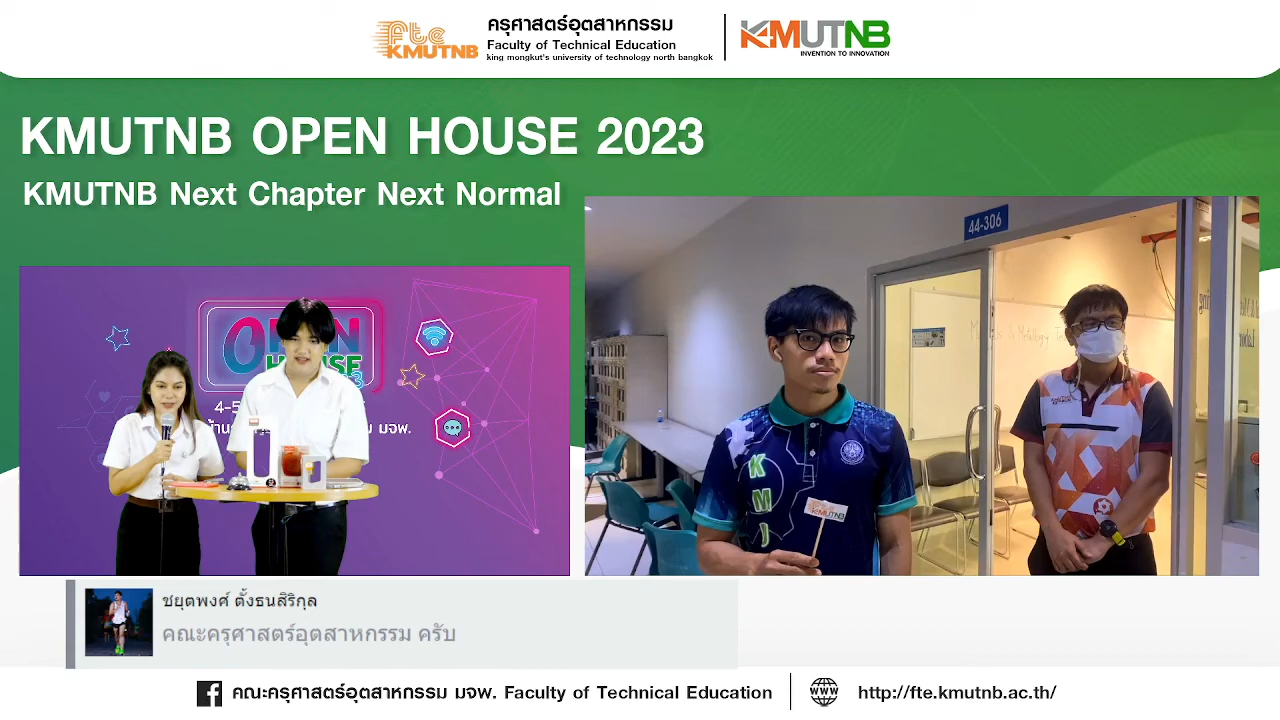 fte
KMUTNB
ครุศาสตร์อุตสาหกรรม
Faculty of Technical Education
king mongkut's university of technology north bangkok
KMUTNB
INVENTION TO INNOVATION
KMUTNB OPEN HOUSE 2023
KMUTNB Next Chapter Next Normal
44-306
OPEN
HOUSE
4-5
มจพ.
KMUTNB
ชยุตพงศ์ ตั้งธนสิริกุล
คณะครุศาสตร์อุตสาหกรรม ครับ
คณะครุศาสตร์อุตสาหกรรม มจพ. Faculty of Technical Education
www
http://fte.kmutnb.ac.th/